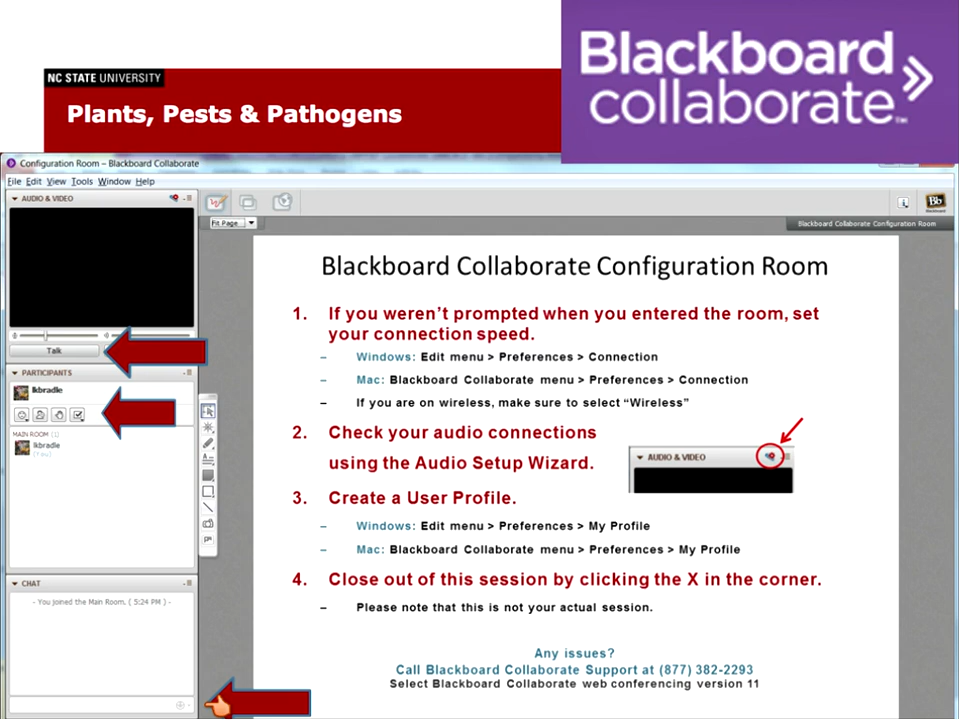 Blackboard
collaborate™
NC STATE UNIVERSITY
Plants, Pests & Pathogens
Configuration Room – Blackboard Collaborate
File Edit View Tools Window Help
AUDIO & VIDEO
Fit Page
Bb
Blackboard
Blackboard Collaborate Configuration Room
Talk
PARTICIPANTS
lkbradle
MAIN ROOM (1)
lkbradle
(You)
CHAT
- You joined the Main Room. ( 5:24 PM ) -
Blackboard Collaborate Configuration Room
1. If you weren't prompted when you entered the room, set
your connection speed.
– Windows: Edit menu > Preferences > Connection
– Mac: Blackboard Collaborate menu > Preferences > Connection
– If you are on wireless, make sure to select “Wireless”
2. Check your audio connections
using the Audio Setup Wizard.
AUDIO & VIDEO
3. Create a User Profile.
– Windows: Edit menu > Preferences > My Profile
– Mac: Blackboard Collaborate menu > Preferences > My Profile
4. Close out of this session by clicking the X in the corner.
– Please note that this is not your actual session.
Any issues?
Call Blackboard Collaborate Support at (877) 382-2293
Select Blackboard Collaborate web conferencing version 11